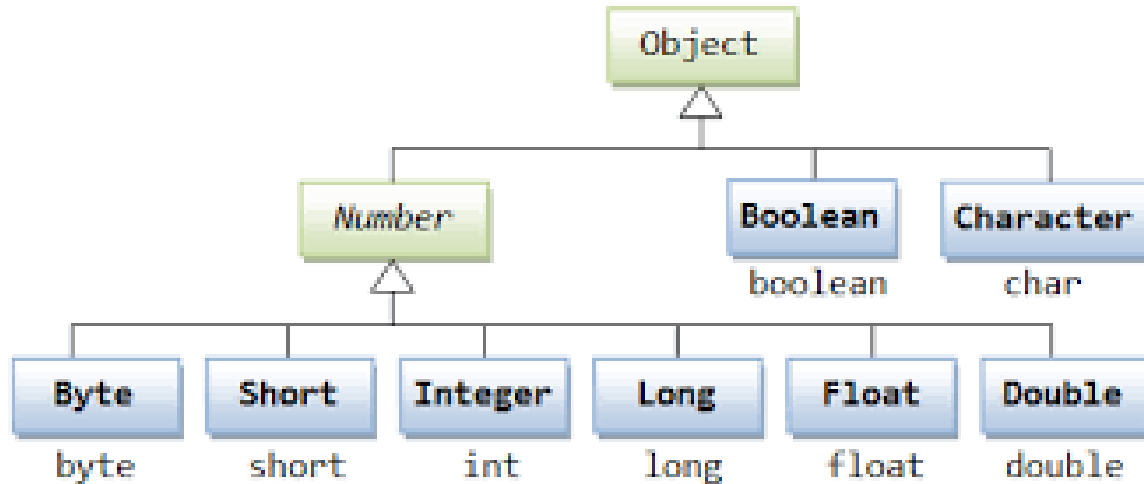 Object
Number Boolean Character
boolean char
Byte Short Integer Long Float Double
byte short int long float double